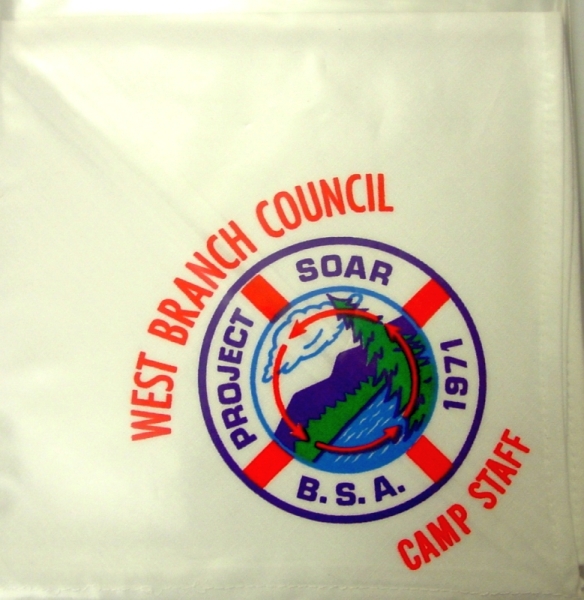 WEST BRANCH COUNCIL
PROJECT
SOAR
1971
B. S. A.
CAMP STAFF